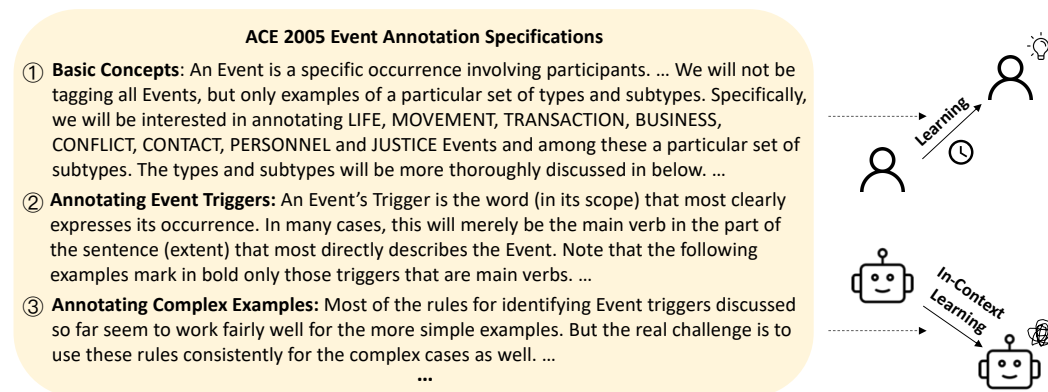 ACE 2005 Event Annotation Specifications
① Basic Concepts: An Event is a specific occurrence involving participants. … We will not be
tagging all Events, but only examples of a particular set of types and subtypes. Specifically,
we will be interested in annotating LIFE, MOVEMENT, TRANSACTION, BUSINESS,
CONFLICT, CONTACT, PERSONNEL and JUSTICE Events and among these a particular set of
subtypes. The types and subtypes will be more thoroughly discussed in below. …
② Annotating Event Triggers: An Event’s Trigger is the word (in its scope) that most clearly
expresses its occurrence. In many cases, this will merely be the main verb in the part of
the sentence (extent) that most directly describes the Event. Note that the following
examples mark in bold only those triggers that are main verbs. …
③ Annotating Complex Examples: Most of the rules for identifying Event triggers discussed
so far seem to work fairly well for the more simple examples. But the real challenge is to
use these rules consistently for the complex cases as well. …
…
Learning
In-Context
Learning